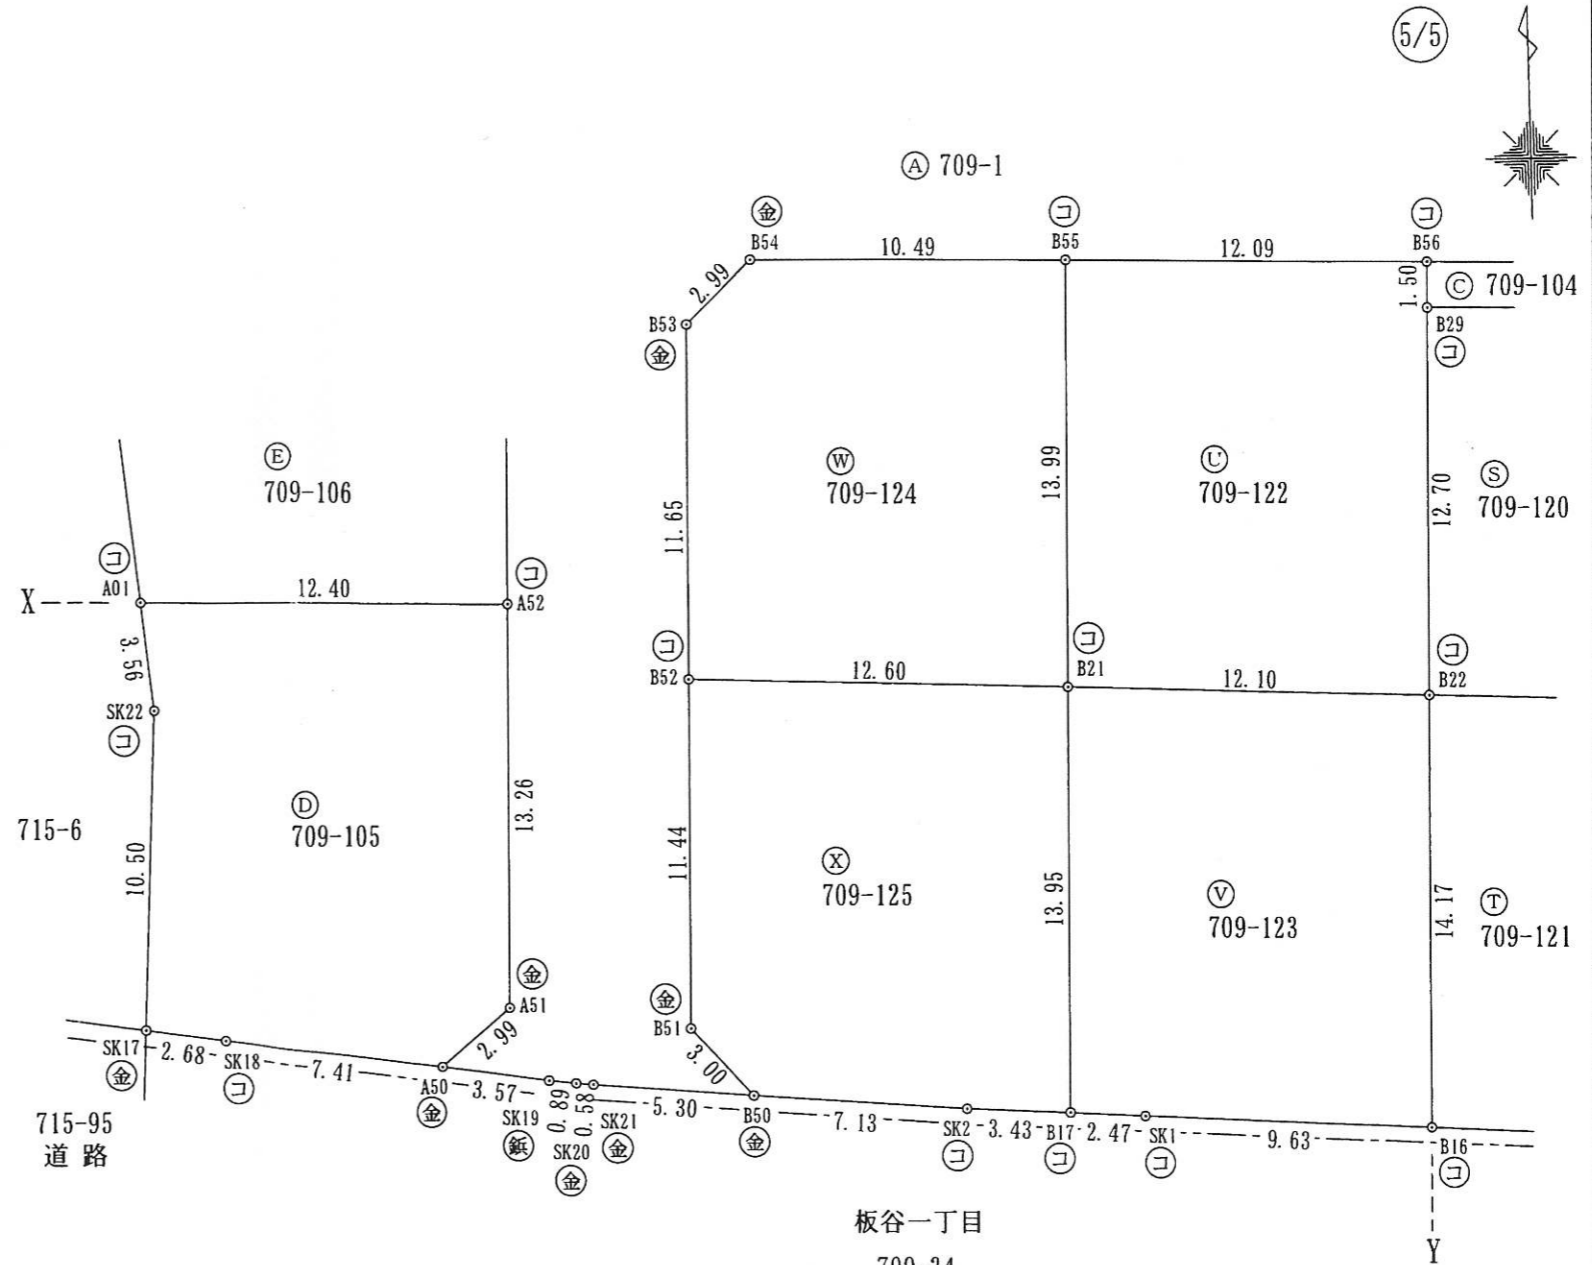 5/5
Ⓐ 709-1
㊎ コ コ
B54 10.49 B55 12.09 B56
2.99
1.50
Ⓒ 709-104
B53
㊎
B29
コ
Ⓔ
709-106
Ⓦ
709-124
13.99
Ⓤ
709-122
12.70
Ⓢ
709-120
11.65
コ
A01
X
12.40
コ
A52
3.56
コ
B52
12.60
コ
B21
12.10
コ
B22
SK22
コ
715-6
10.50
Ⓓ
709-105
13.26
11.44
Ⓧ
709-125
13.95
Ⓥ
709-123
14.17
Ⓣ
709-121
㊎
A51
㊎
B51
2.99
3.00
SK17
㊎
2.68
SK18
コ
7.41
A50
㊎
3.57
SK19
鋲
0.89
SK20
㊎
0.58
SK21
㊎
5.30
B50
㊎
7.13
SK2
コ
3.43
B17
コ
2.47
SK1
コ
9.63
B16
コ
715-95
道路
板谷一丁目
Y